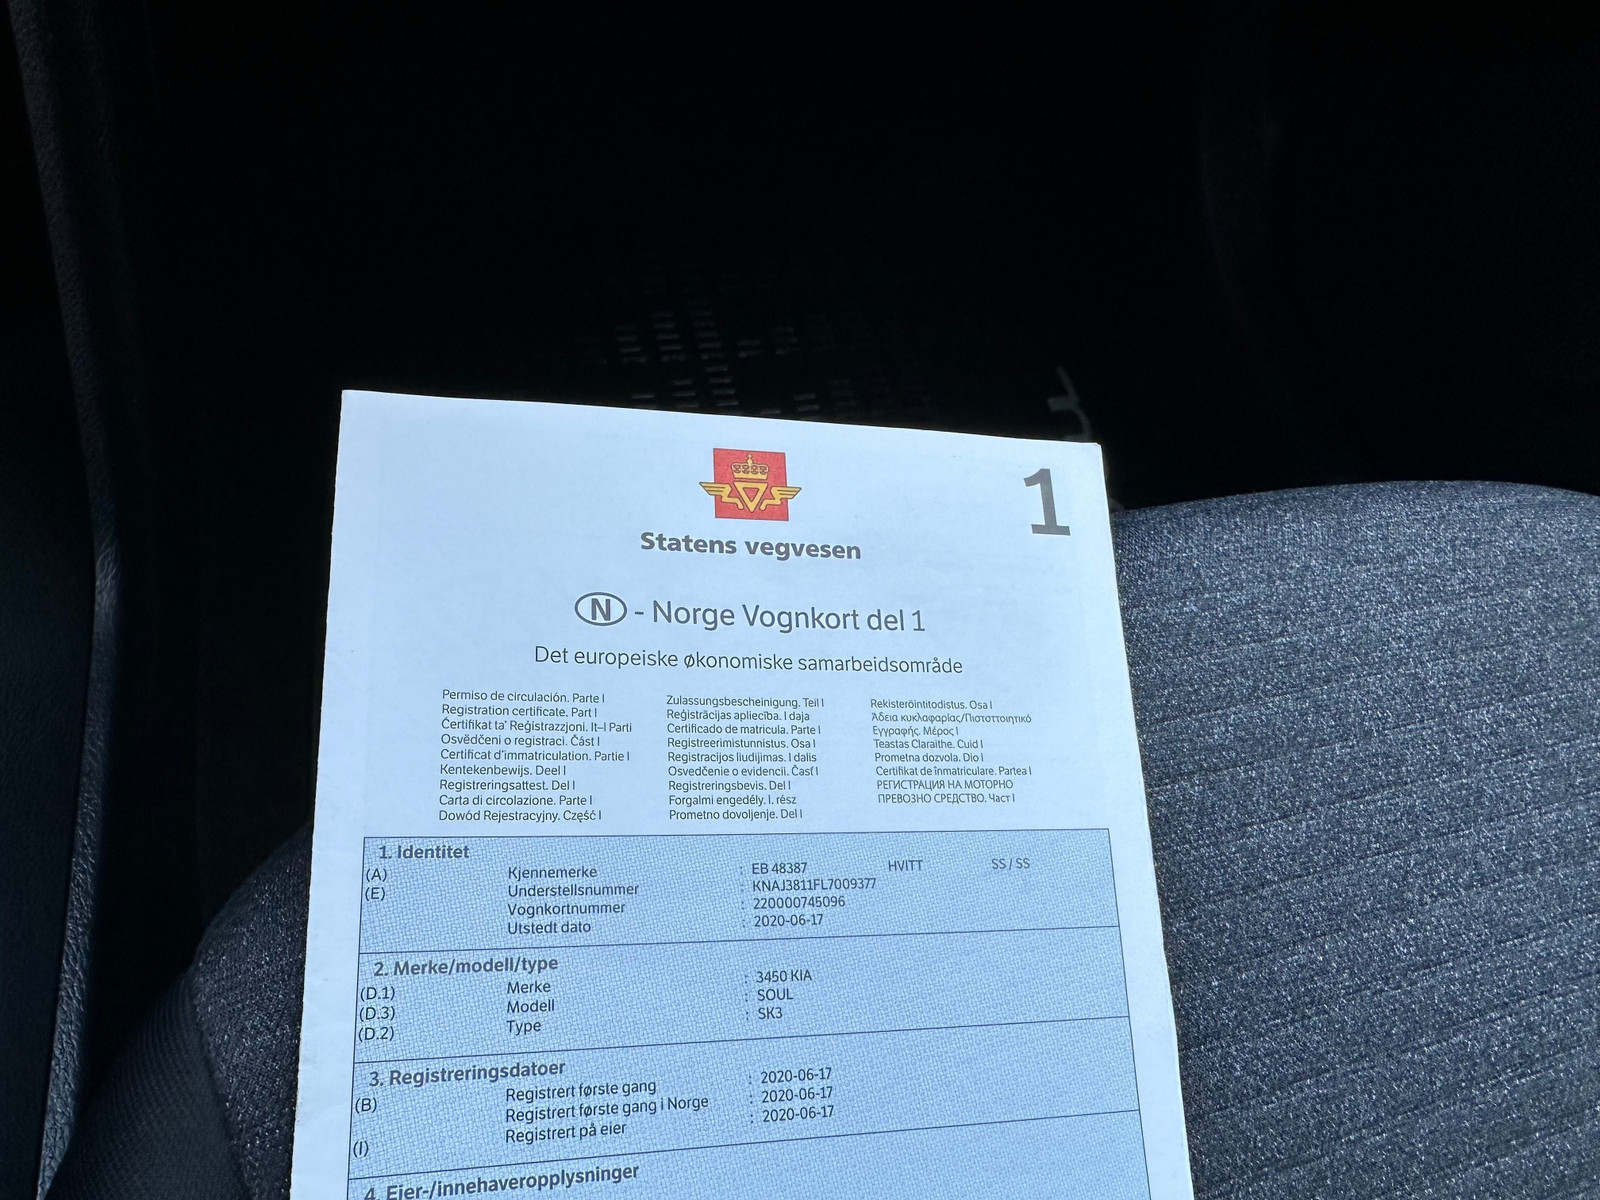 1
Statens vegvesen
N - Norge Vognkort del 1
Det europeiske økonomiske samarbeidsområde
Permiso de circulación. Parte I
Registration certificate. Part I
Ċertifikat ta' Reġistrazzjoni. It-I Parti
Osvědčeni o registraci. Část I
Certificat d'immatriculation. Partie I
Kentekenbewijs. Deel I
Registreringsattest. Del I
Carta di circolazione. Parte I
Dowód Rejestracyjny. Część I
Zulassungsbescheinigung. Teil I
Reģistrācijas apliecība. I daja
Certificado de matricula. Parte I
Registreerimistunnistus. Osa I
Registracijos liudijimas. I dalis
Osvedčenie o evidencii. Časť I
Registreringsbevis. Del I
Forgalmi engedély. I. rész
Prometno dovoljenje. Del I
Rekisteröintitodistus. Osa I
Άδεια κυκλαφαρίας/Πιστοποιητικό
Εγγραφής. Μέρος I
Teastas Claraithe. Cuid I
Prometna dozvola. Dio I
Certifikat de înmatriculare. Partea I
РЕГИСТРАЦИЯ НА МОТОРНО
ПРЕВОЗНО СРЕДСТВО. Част I
1. Identitet
(A) Kjennemerke : EB 48387 HVITT SS / SS
(E) Understellsnummer : KNAJ3811FL7009377
Vognkortnummer : 220000745096
Utstedt dato : 2020-06-17
2. Merke/modell/type
(D.1) Merke : 3450 KIA
(D.3) Modell : SOUL
(D.2) Type : SK3
3. Registreringsdatoer
(B) Registrert første gang : 2020-06-17
Registrert første gang i Norge : 2020-06-17
(I) Registrert på eier : 2020-06-17
4. Eier-/innehaveropplysninger